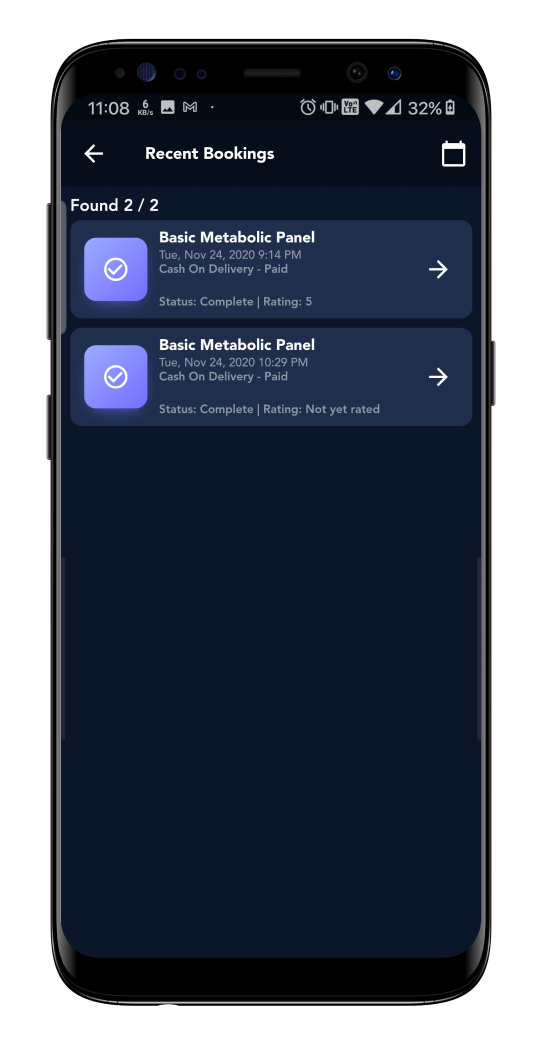 11:08 6 KB/s VoLTE 32%
Recent Bookings
Found 2 / 2
Basic Metabolic Panel
Tue, Nov 24, 2020 9:14 PM
Cash On Delivery - Paid
Status: Complete | Rating: 5
Basic Metabolic Panel
Tue, Nov 24, 2020 10:29 PM
Cash On Delivery - Paid
Status: Complete | Rating: Not yet rated